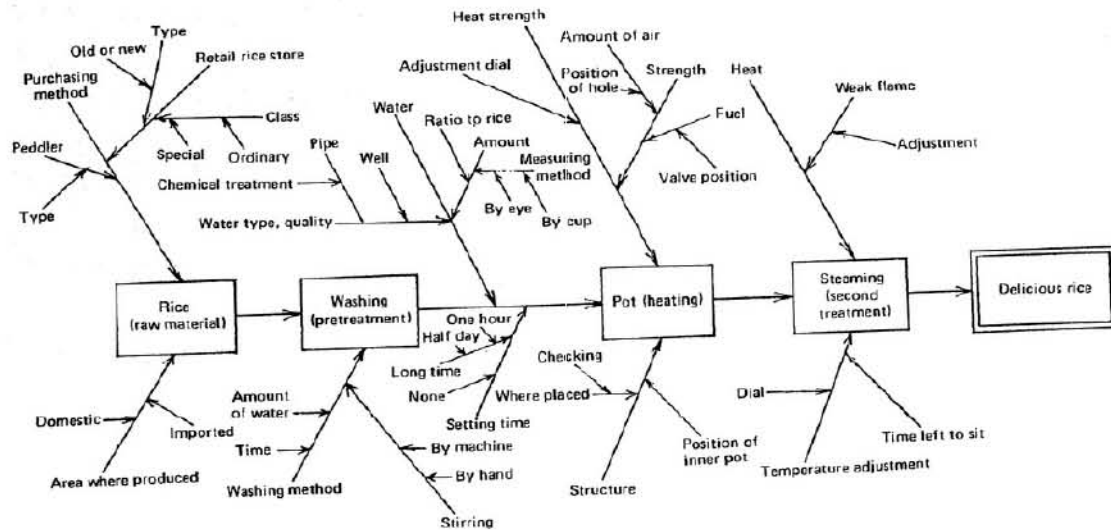 Type
Old or new
Retail rice store
Purchasing
method
Class
Special
Ordinary
Peddler
Type
Heat strength
Adjustment dial
Amount of air
Position
of hole
Strength
Fuel
Valve position
Heat
Weak flame
Adjustment
Water
Ratio to rice
Amount
Measuring
method
Pipe
Well
Chemical treatment
By eye
By cup
Water type, quality
Rice
(raw material)
Washing
(pretreatment)
Pot (heating)
Steaming
(second
treatment)
Delicious rice
One hour
Half day
Long time
None
Setting time
Checking
Where placed
Position of
inner pot
Structure
Dial
Time left to sit
Temperature adjustment
Domestic
Imported
Area where produced
Amount
of water
Time
Washing method
By machine
By hand
Stirring